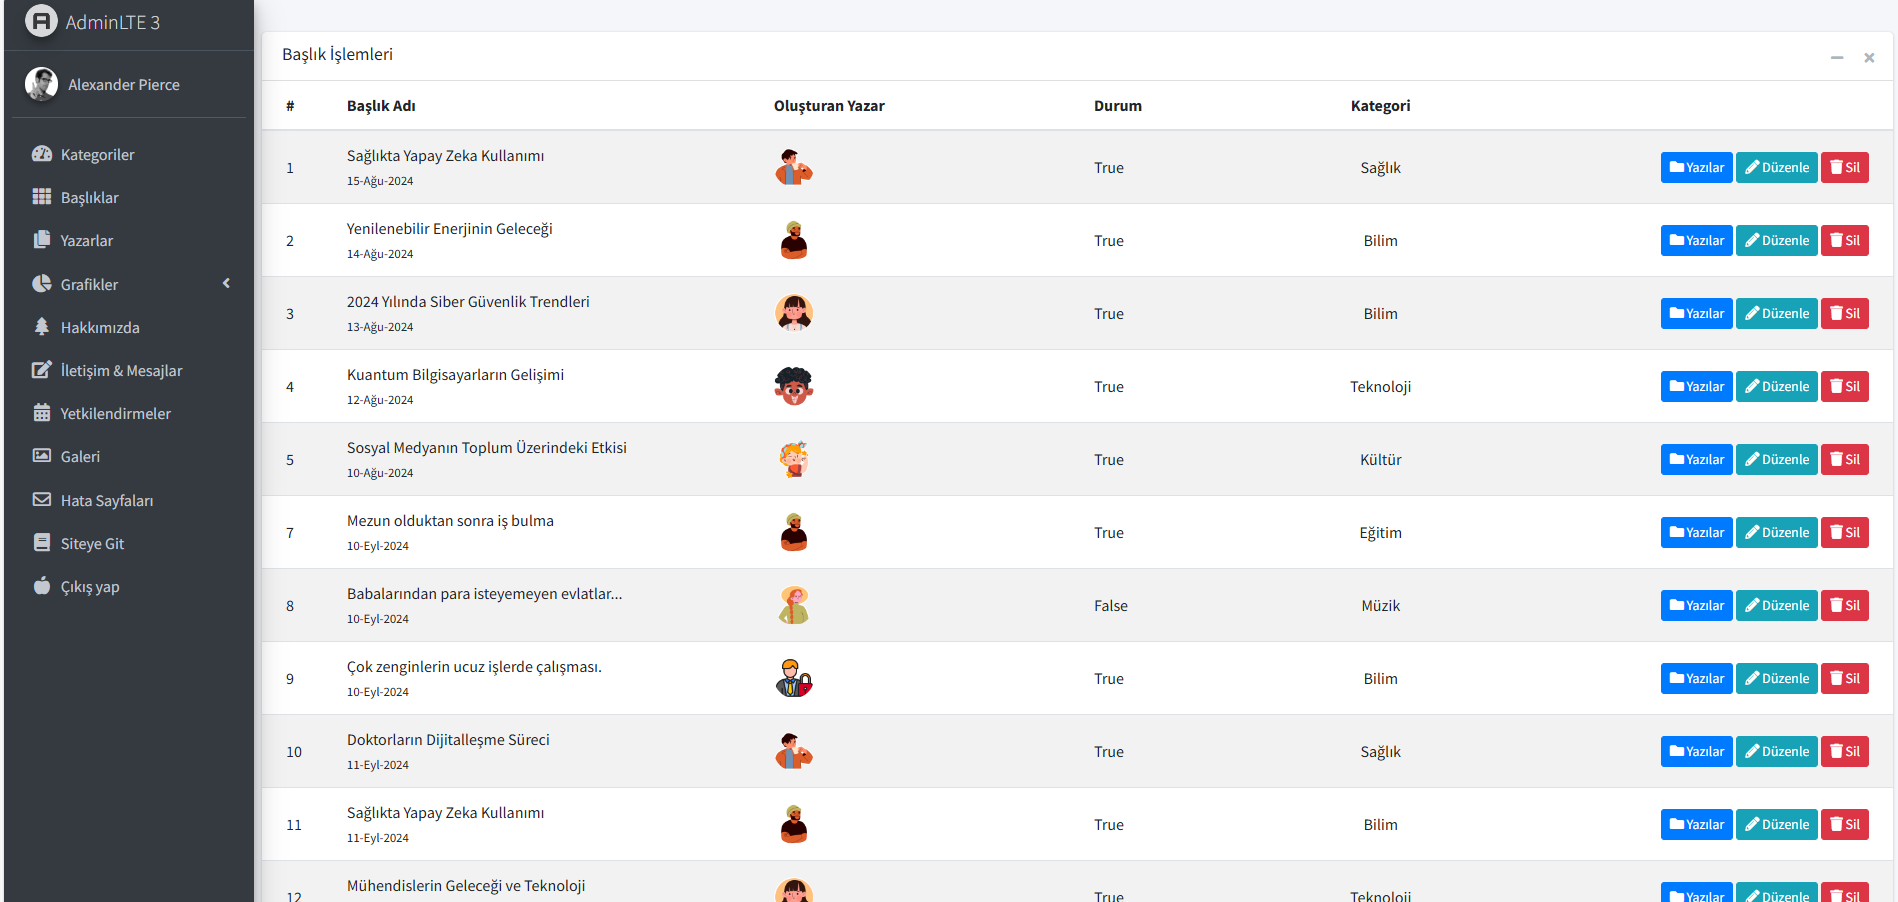 AdminLTE 3
Alexander Pierce
Kategoriler
Başlıklar
Yazarlar
Grafikler
Hakkımızda
İletişim & Mesajlar
Yetkilendirmeler
Galeri
Hata Sayfaları
Siteye Git
Çıkış yap
Başlık İşlemleri
# Başlık Adı Oluşturan Yazar Durum Kategori
1 Sağlıkta Yapay Zeka Kullanımı True Sağlık Yazılar Düzenle Sil
15-Ağu-2024
2 Yenilenebilir Enerjinin Geleceği True Bilim Yazılar Düzenle Sil
14-Ağu-2024
3 2024 Yılında Siber Güvenlik Trendleri True Bilim Yazılar Düzenle Sil
13-Ağu-2024
4 Kuantum Bilgisayarların Gelişimi True Teknoloji Yazılar Düzenle Sil
12-Ağu-2024
5 Sosyal Medyanın Toplum Üzerindeki Etkisi True Kültür Yazılar Düzenle Sil
10-Ağu-2024
7 Mezun olduktan sonra iş bulma True Eğitim Yazılar Düzenle Sil
10-Eyl-2024
8 Babalarından para isteyemeyen evlatlar... False Müzik Yazılar Düzenle Sil
10-Eyl-2024
9 Çok zenginlerin ucuz işlerde çalışması. True Bilim Yazılar Düzenle Sil
10-Eyl-2024
10 Doktorların Dijitalleşme Süreci True Sağlık Yazılar Düzenle Sil
11-Eyl-2024
11 Sağlıkta Yapay Zeka Kullanımı True Bilim Yazılar Düzenle Sil
11-Eyl-2024
12 Mühendislerin Geleceği ve Teknoloji True Teknoloji Yazılar Düzenle Sil